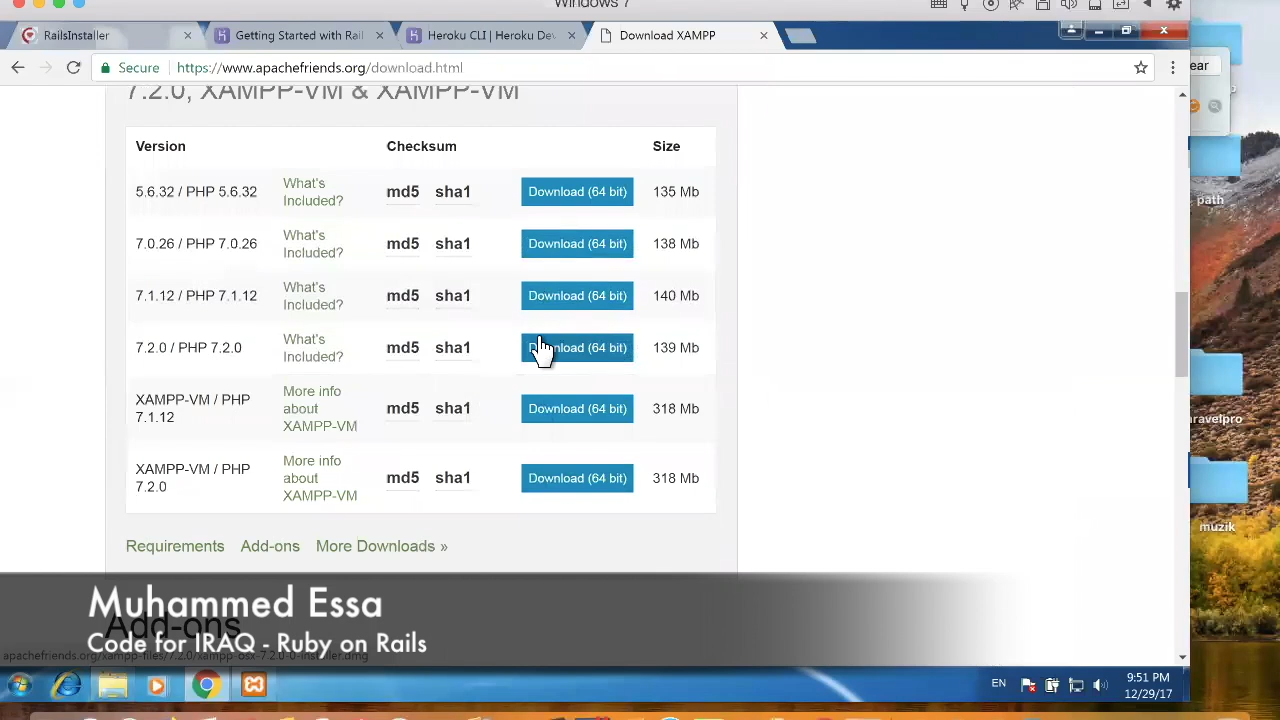 Windows 7
RailsInstaller
Getting Started with Rail
Heroku CLI | Heroku Dev
Download XAMPP
Secure
https://www.apachefriends.org/download.html
ear
7.2.0, XAMPP-VM & XAMPP-VM
Version
Checksum
Size
5.6.32 / PHP 5.6.32
What's
Included?
md5
sha1
Download (64 bit)
135 Mb
7.0.26 / PHP 7.0.26
What's
Included?
md5
sha1
Download (64 bit)
138 Mb
7.1.12 / PHP 7.1.12
What's
Included?
md5
sha1
Download (64 bit)
140 Mb
7.2.0 / PHP 7.2.0
What's
Included?
md5
sha1
Download (64 bit)
139 Mb
XAMPP-VM / PHP
7.1.12
More info
about
XAMPP-VM
md5
sha1
Download (64 bit)
318 Mb
XAMPP-VM / PHP
7.2.0
More info
about
XAMPP-VM
md5
sha1
Download (64 bit)
318 Mb
Requirements
Add-ons
More Downloads »
path
ravelpro
muzik
Add-ons
Muhammed Essa
Code for IRAQ - Ruby on Rails
apachefriends.org/xampp-files/7.2.0/xampp-osx-7.2.0-0-installer.dmg
EN
9:51 PM
12/29/17